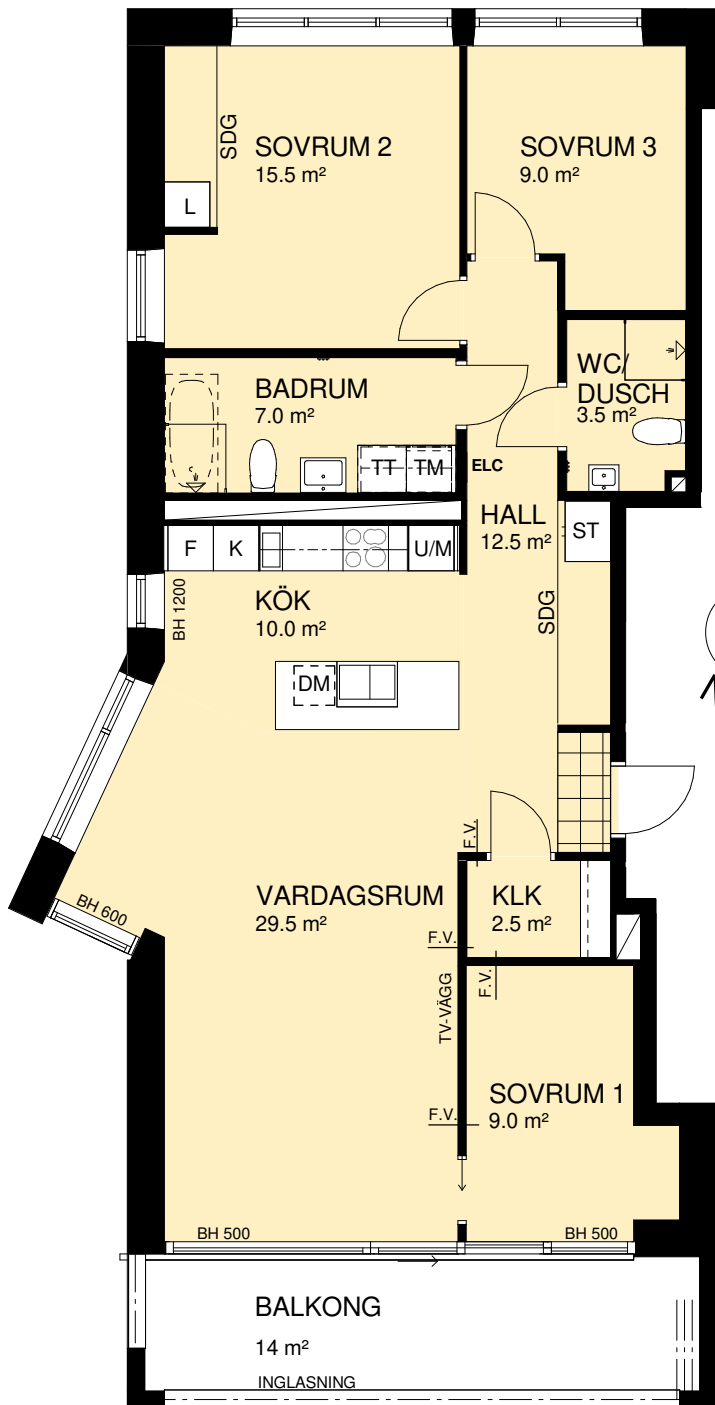 SDG
SOVRUM 2
15.5 m²
SOVRUM 3
9.0 m²
L
BADRUM
7.0 m²
WC/
DUSCH
3.5 m²
TT
TM
ELC
HALL
12.5 m²
ST
F
K
U/M
BH 1200
KÖK
10.0 m²
SDG
DM
F.V.
BH 600
VARDAGSRUM
29.5 m²
KLK
2.5 m²
F.V.
F.V.
TV-VÄGG
SOVRUM 1
9.0 m²
F.V.
BH 500
BH 500
BALKONG
14 m²
INGLASNING